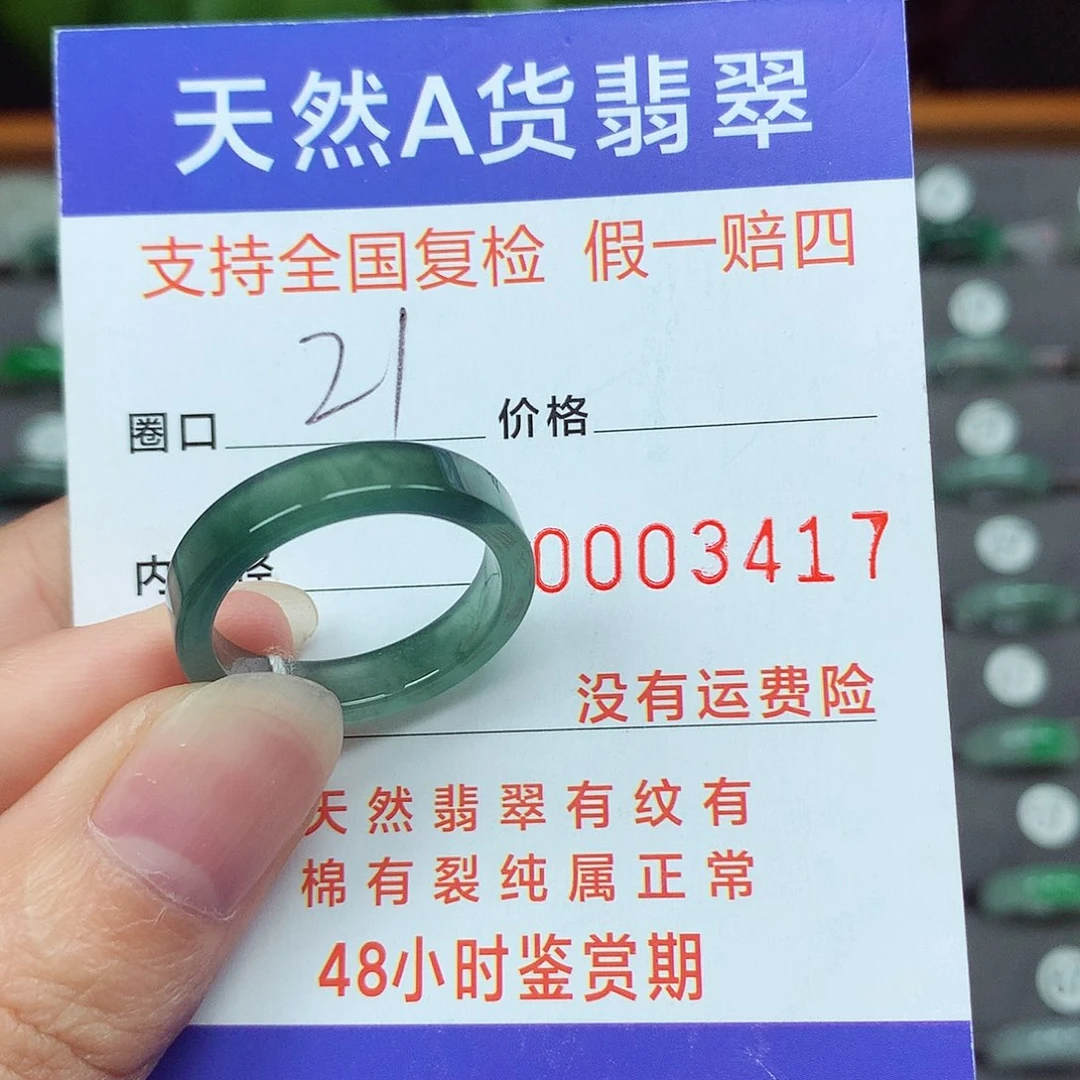 天然A货翡翠
支持全国复检 假一赔四
圈口 21 价格
内 径 0003417
没有运费险
天然翡翠有纹有
棉有裂纯属正常
48小时鉴赏期